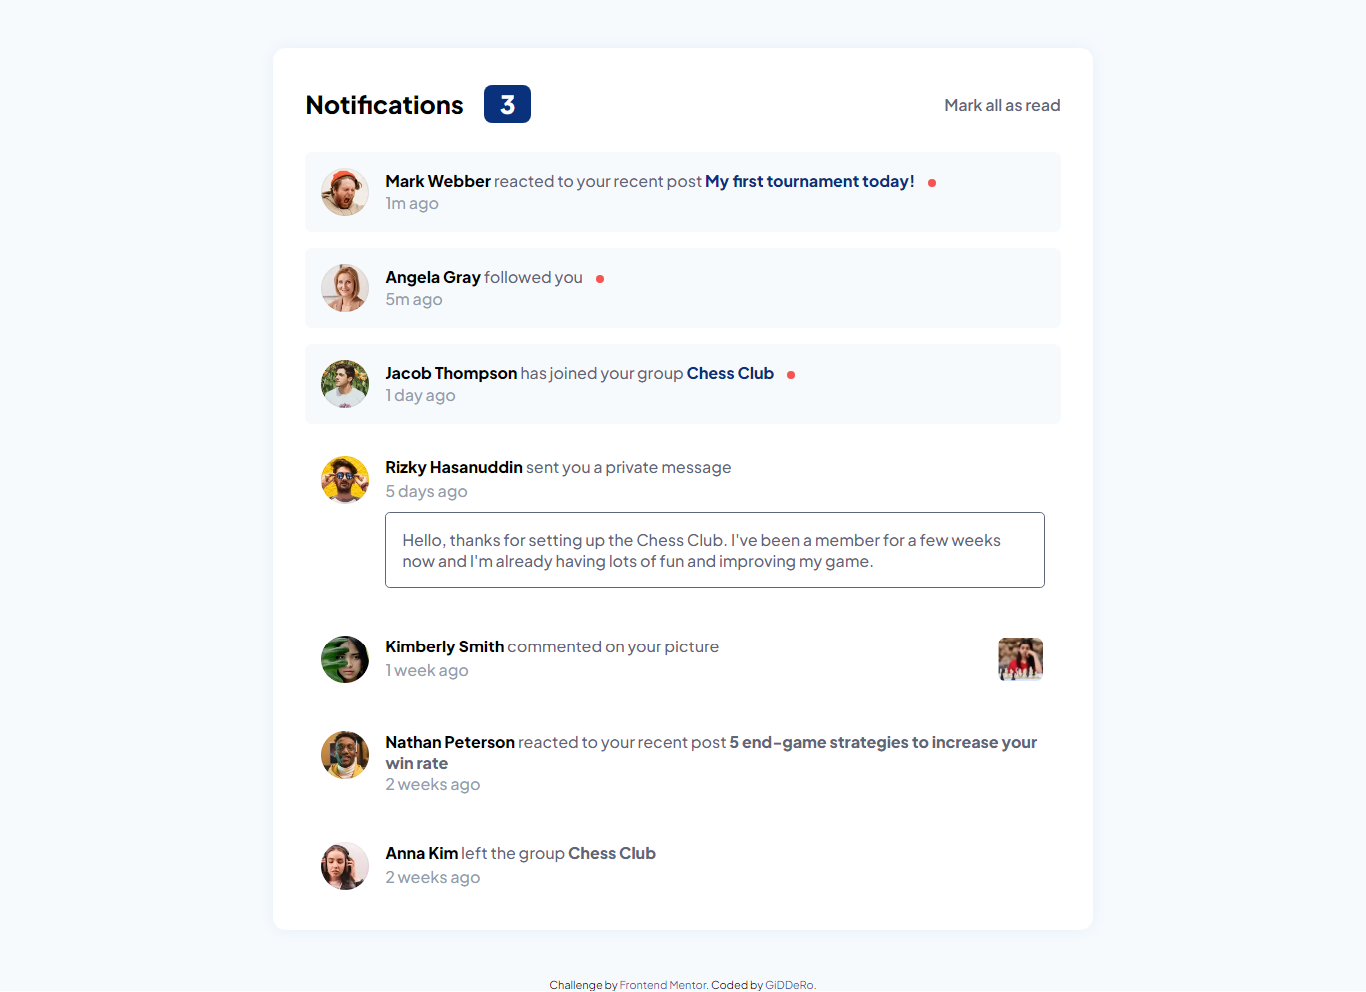 Notifications 3 Mark all as read
Mark Webber reacted to your recent post My first tournament today!
1m ago
Angela Gray followed you
5m ago
Jacob Thompson has joined your group Chess Club
1 day ago
Rizky Hasanuddin sent you a private message
5 days ago
Hello, thanks for setting up the Chess Club. I've been a member for a few weeks
now and I'm already having lots of fun and improving my game.
Kimberly Smith commented on your picture
1 week ago
Nathan Peterson reacted to your recent post 5 end-game strategies to increase your
win rate
2 weeks ago
Anna Kim left the group Chess Club
2 weeks ago
Challenge by Frontend Mentor. Coded by GiDDeRo.